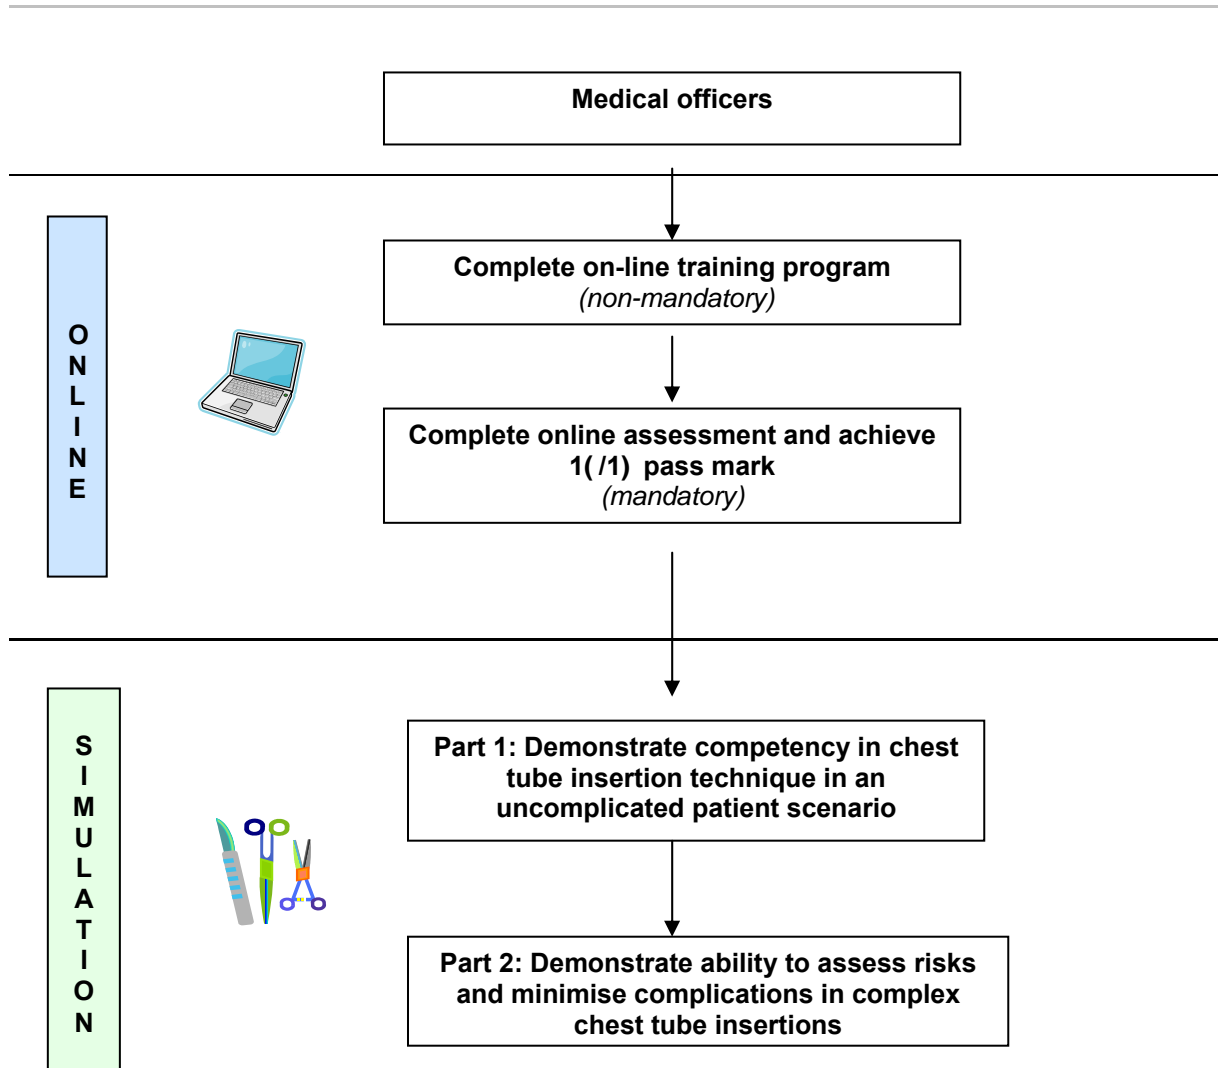 Medical officers
Complete on-line training program
(non-mandatory)
ONLINE
Complete online assessment and achieve
1( /1)  pass mark
(mandatory)
SIMULATION
Part 1: Demonstrate competency in chest
tube insertion technique in an
uncomplicated patient scenario
Part 2: Demonstrate ability to assess risks
and minimise complications in complex
chest tube insertions